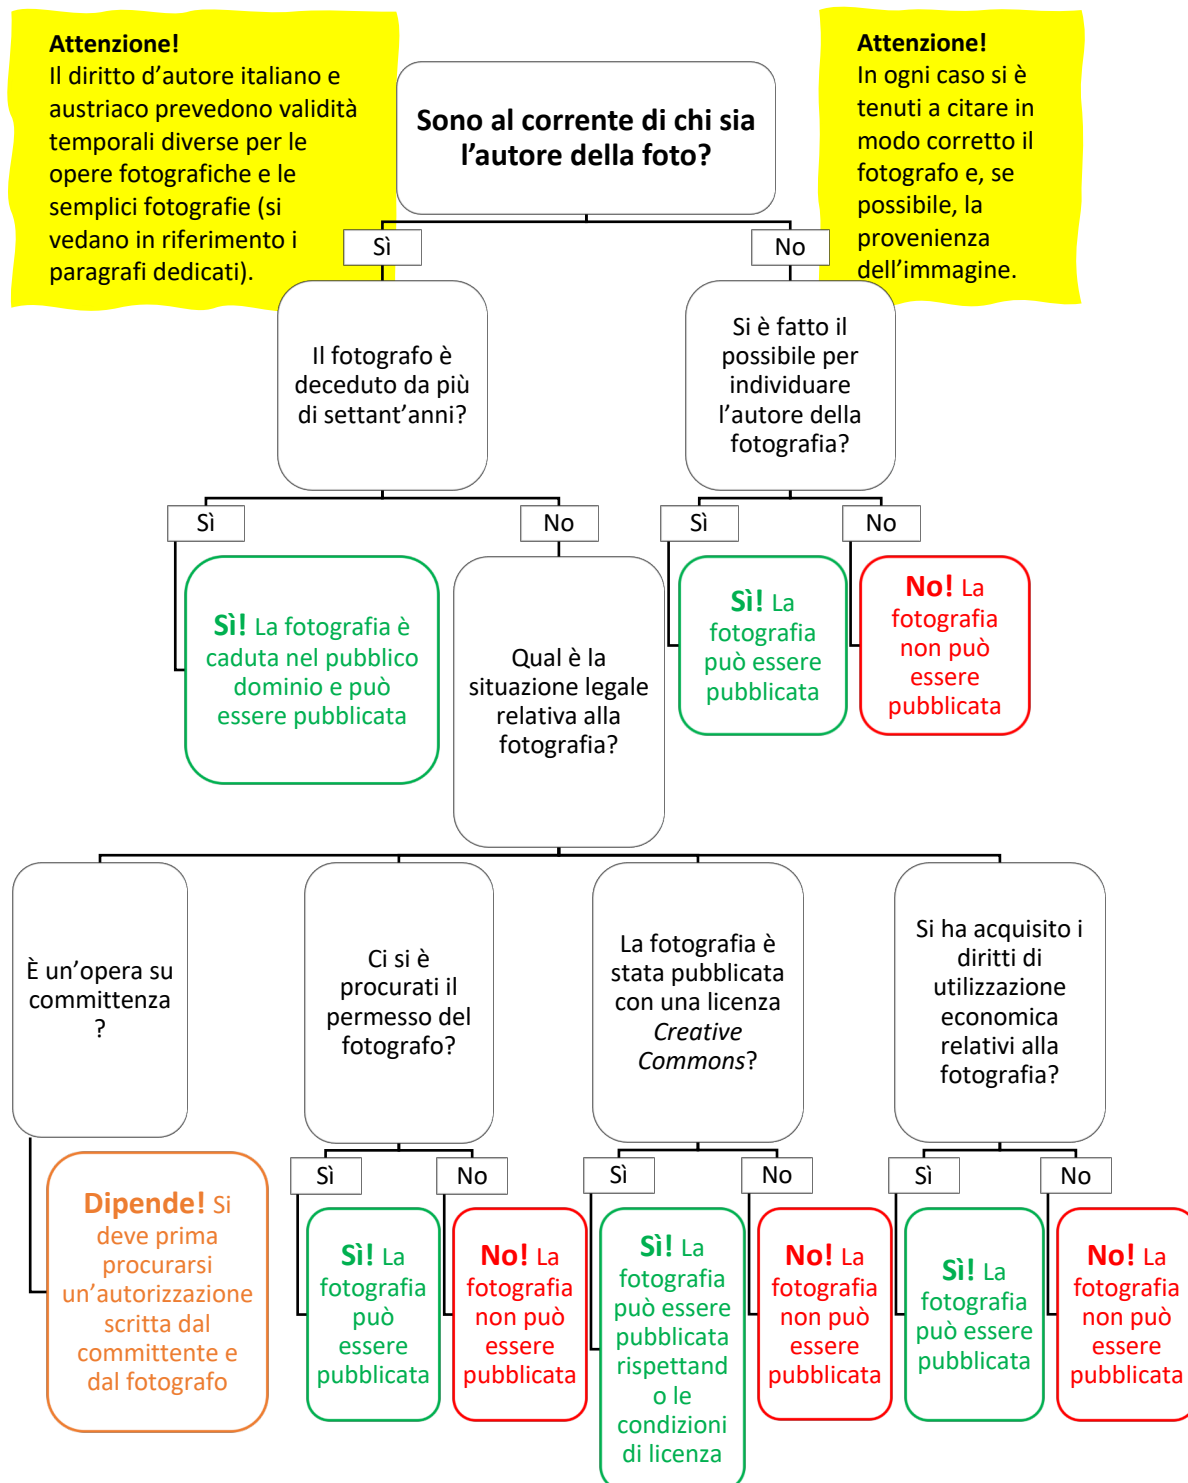 Attenzione!
Il diritto d’autore italiano e
austriaco prevedono validità
temporali diverse per le
opere fotografiche e le
semplici fotografie (si
vedano in riferimento i
paragrafi dedicati).
Sono al corrente di chi sia
l’autore della foto?
Attenzione!
In ogni caso si è
tenuti a citare in
modo corretto il
fotografo e, se
possibile, la
provenienza
dell’immagine.
Sì
No
Il fotografo è
deceduto da più
di settant’anni?
Si è fatto il
possibile per
individuare
l’autore della
fotografia?
Sì
No
Sì
No
Sì! La fotografia è
caduta nel pubblico
dominio e può
essere pubblicata
Qual è la
situazione legale
relativa alla
fotografia?
Sì! La
fotografia
può essere
pubblicata
No! La
fotografia
non può
essere
pubblicata
È un’opera su
committenza
?
Ci si è
procurati il
permesso del
fotografo?
La fotografia è
stata pubblicata
con una licenza
Creative
Commons?
Si ha acquisito i
diritti di
utilizzazione
economica
relativi alla
fotografia?
Sì
No
Sì
No
Sì
No
Dipende! Si
deve prima
procurarsi
un’autorizzazione
scritta dal
committente e
dal fotografo
Sì! La
fotografia
può
essere
pubblicata
No! La
fotografia
non può
essere
pubblicata
Sì! La
fotografia
può essere
pubblicata
rispettand
o le
condizioni
di licenza
No! La
fotografia
non può
essere
pubblicata
Sì! La
fotografia
può essere
pubblicata
No! La
fotografia
non può
essere
pubblicata